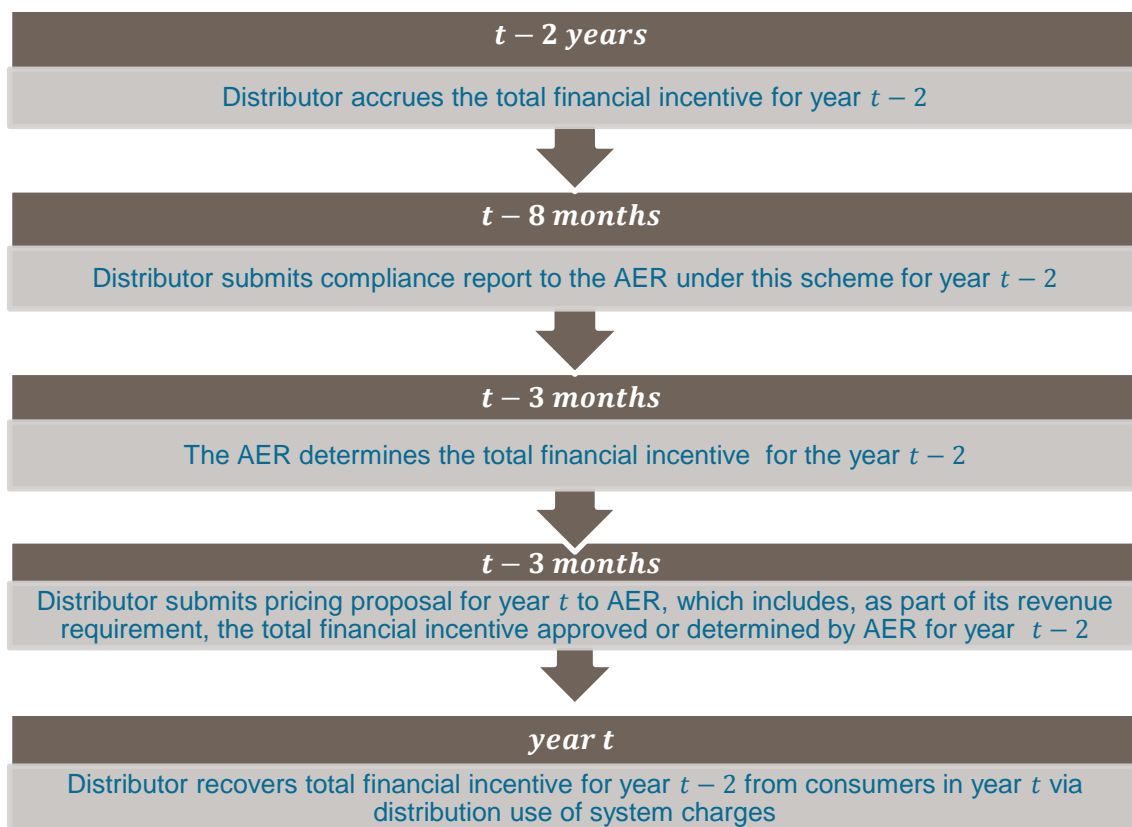 t − 2 years
Distributor accrues the total financial incentive for year t − 2
t − 8 months
Distributor submits compliance report to the AER under this scheme for year t − 2
t − 3 months
The AER determines the total financial incentive for the year t − 2
t − 3 months
Distributor submits pricing proposal for year t to AER, which includes, as part of its revenue
requirement, the total financial incentive approved or determined by AER for year t − 2
year t
Distributor recovers total financial incentive for year t − 2 from consumers in year t via
distribution use of system charges